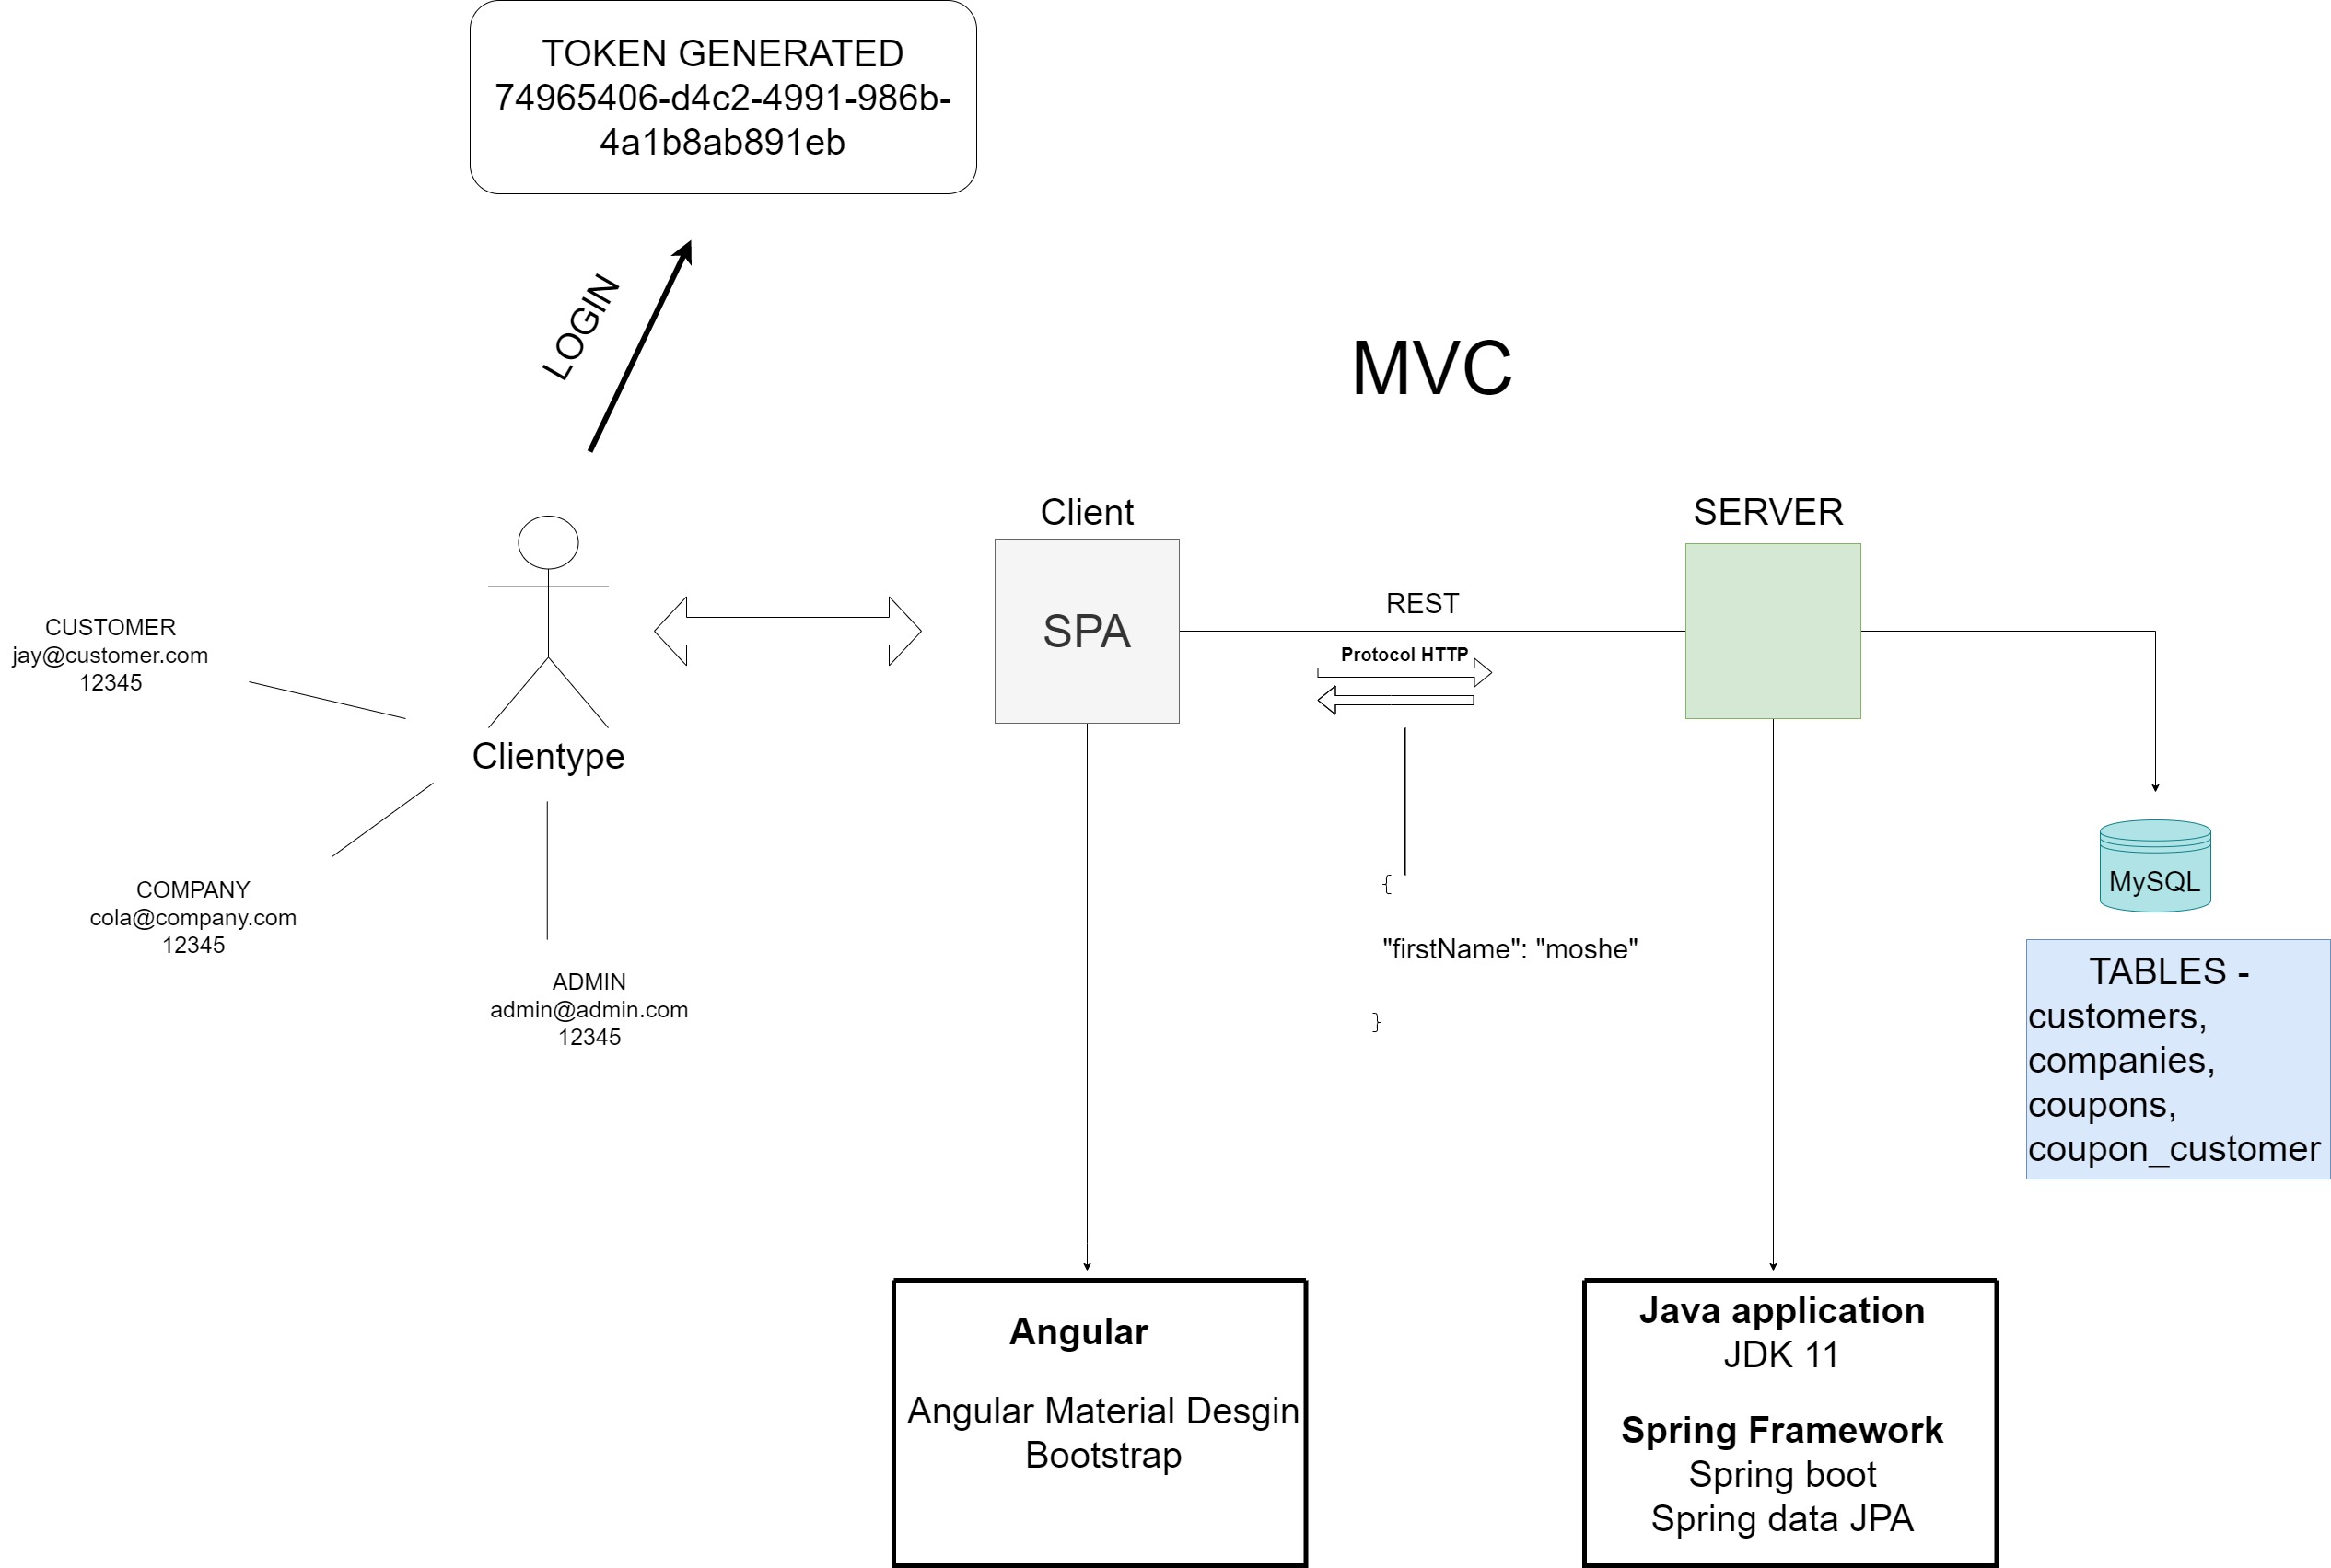 TOKEN GENERATED
74965406-d4c2-4991-986b-
4a1b8ab891eb
LOGIN
MVC
Client
SERVER
SPA
REST
Protocol HTTP
CUSTOMER
jay@customer.com
12345
Clientype
COMPANY
cola@company.com
12345
ADMIN
admin@admin.com
12345
{
"firstName": "moshe"
}
MySQL
TABLES -
customers,
companies,
coupons,
coupon_customer
Angular
Angular Material Desgin
Bootstrap
Java application
JDK 11
Spring Framework
Spring boot
Spring data JPA